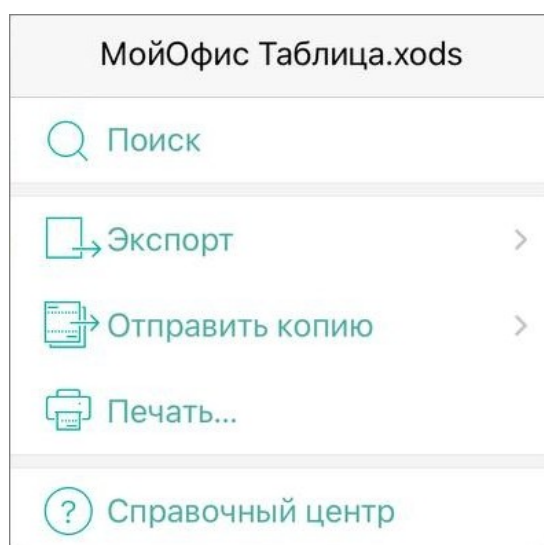 МойОфис Таблица.xods
Поиск
Экспорт
Отправить копию
Печать...
Справочный центр